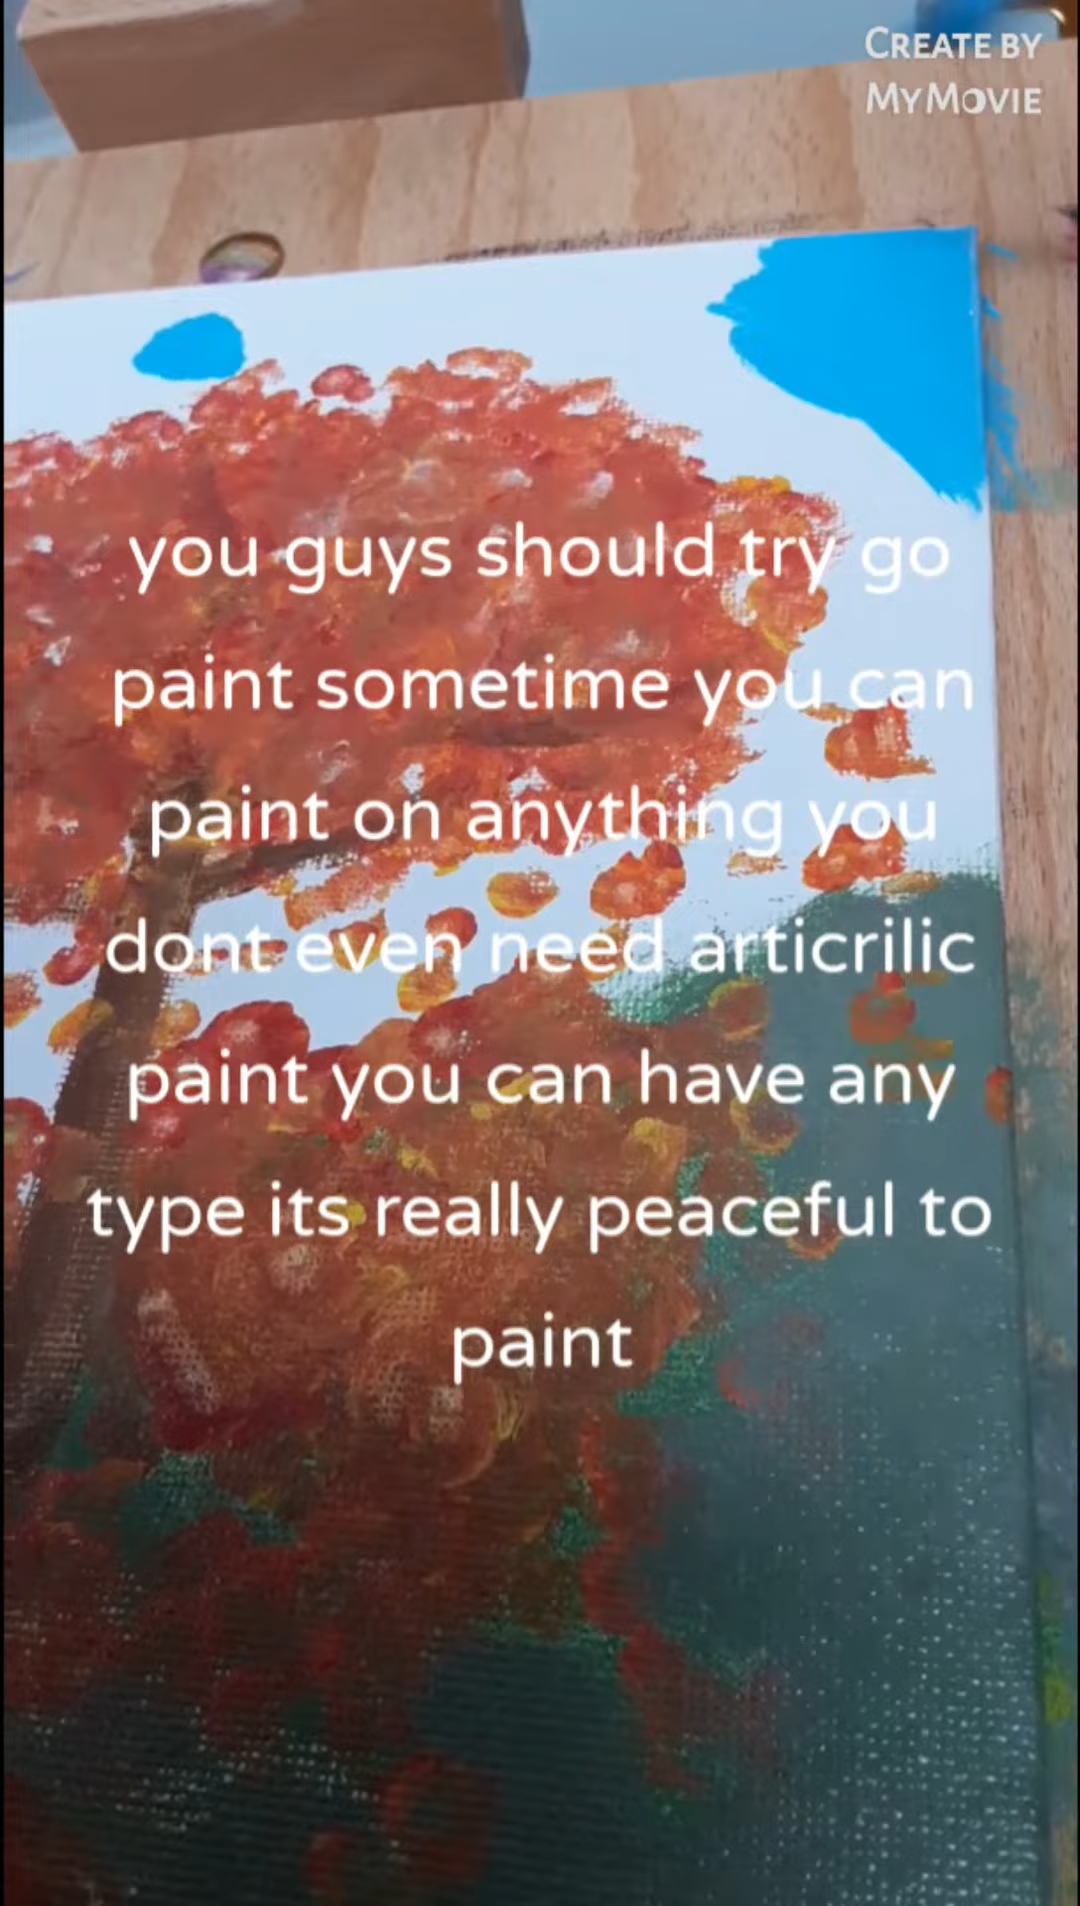 CREATE BY
MYMOVIE
you guys should try go
paint sometime you can
paint on anything you
dont even need articrilic
paint you can have any
type its really peaceful to
paint